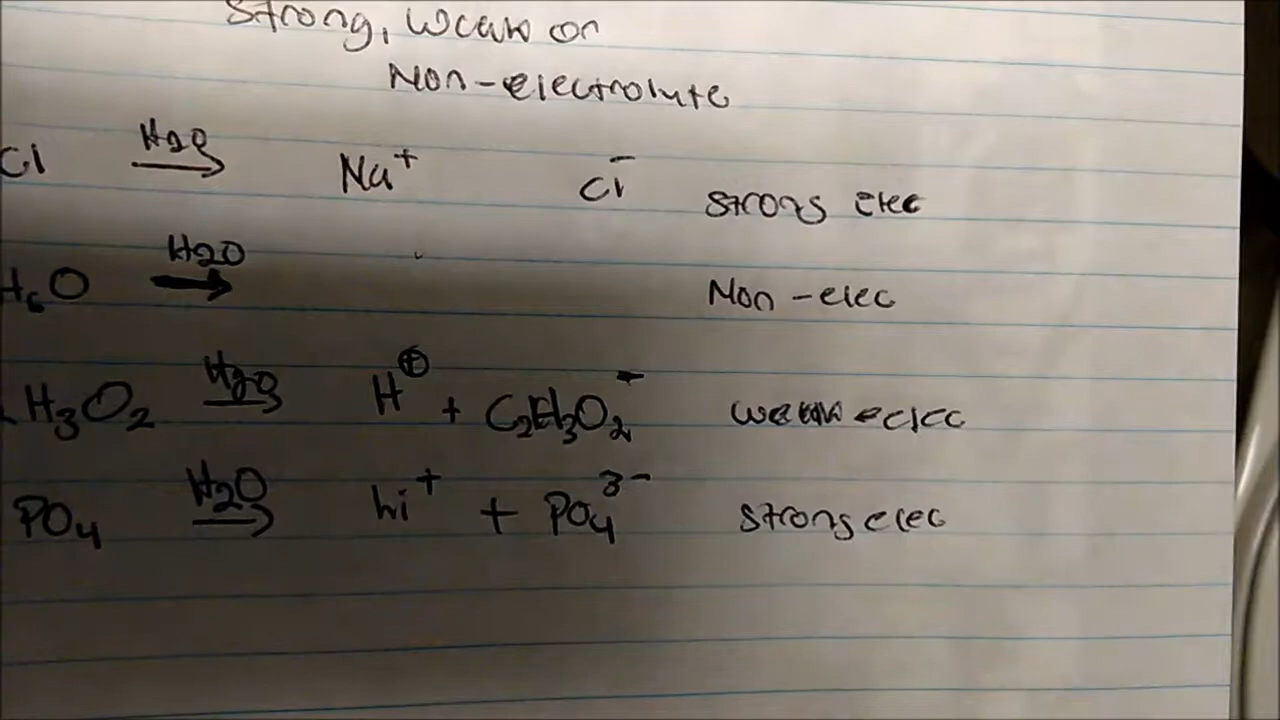 Strong, Weak or
Non-electrolyte
Cl H2O → Na+ Cl- Strong elec
H6O H2O → Non-elec
H3O2 H2O → H+ + C2H3O2- weak elec
PO4 H2O → Li+ + PO4 3- Strong elec